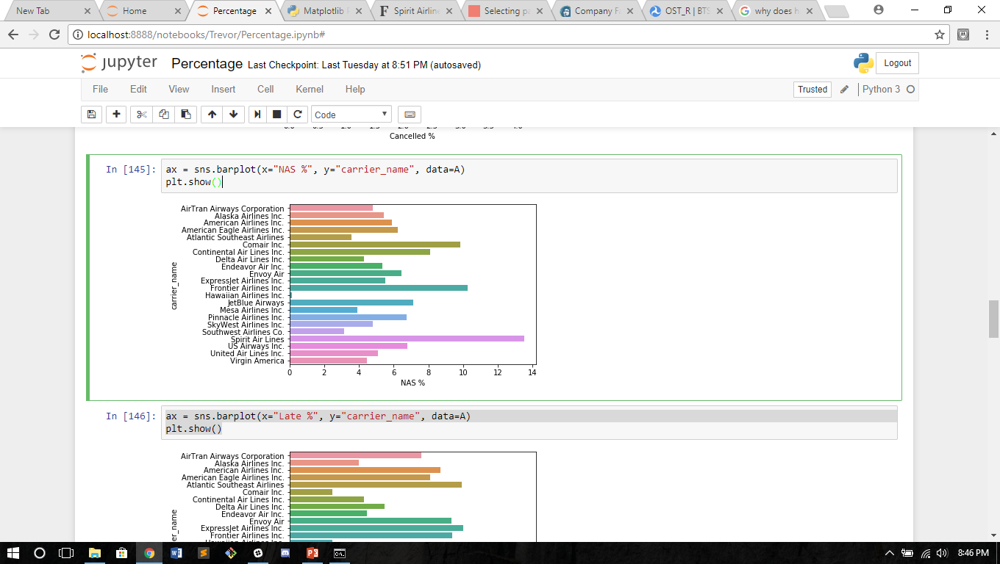 New Tab
Home
Percentage
Matplotlib
Spirit Airline
Selecting pa
Company F
OST_R | BTS
why does h
localhost:8888/notebooks/Trevor/Percentage.ipynb#
jupyter Percentage Last Checkpoint: Last Tuesday at 8:51 PM (autosaved)
Logout
File Edit View Insert Cell Kernel Help
Trusted Python 3
Code
Cancelled %
In [145]: ax = sns.barplot(x="NAS %", y="carrier_name", data=A)
plt.show()
AirTran Airways Corporation
Alaska Airlines Inc.
American Airlines Inc.
American Eagle Airlines Inc.
Atlantic Southeast Airlines
Comair Inc.
Continental Air Lines Inc.
Delta Air Lines Inc.
Endeavor Air Inc.
Envoy Air
ExpressJet Airlines Inc.
Frontier Airlines Inc.
Hawaiian Airlines Inc.
JetBlue Airways
Mesa Airlines Inc.
Pinnacle Airlines Inc.
SkyWest Airlines Inc.
Southwest Airlines Co.
Spirit Air Lines
US Airways Inc.
United Air Lines Inc.
Virgin America
carrier_name
0 2 4 6 8 10 12 14
NAS %
In [146]: ax = sns.barplot(x="Late %", y="carrier_name", data=A)
plt.show()
AirTran Airways Corporation
Alaska Airlines Inc.
American Airlines Inc.
American Eagle Airlines Inc.
Atlantic Southeast Airlines
Comair Inc.
Continental Air Lines Inc.
Delta Air Lines Inc.
Endeavor Air Inc.
Envoy Air
ExpressJet Airlines Inc.
Frontier Airlines Inc.
er_name
8:46 PM